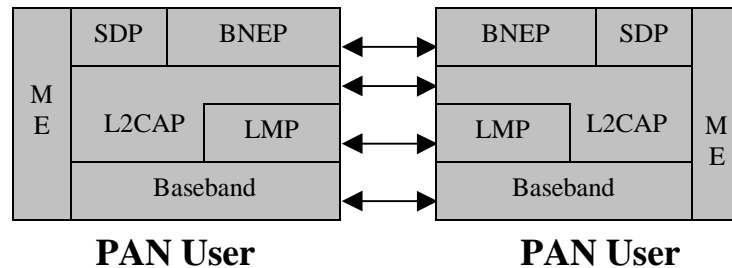 SDP BNEP BNEP SDP
M
E
L2CAP LMP LMP L2CAP
M
E
Baseband Baseband
PAN User PAN User